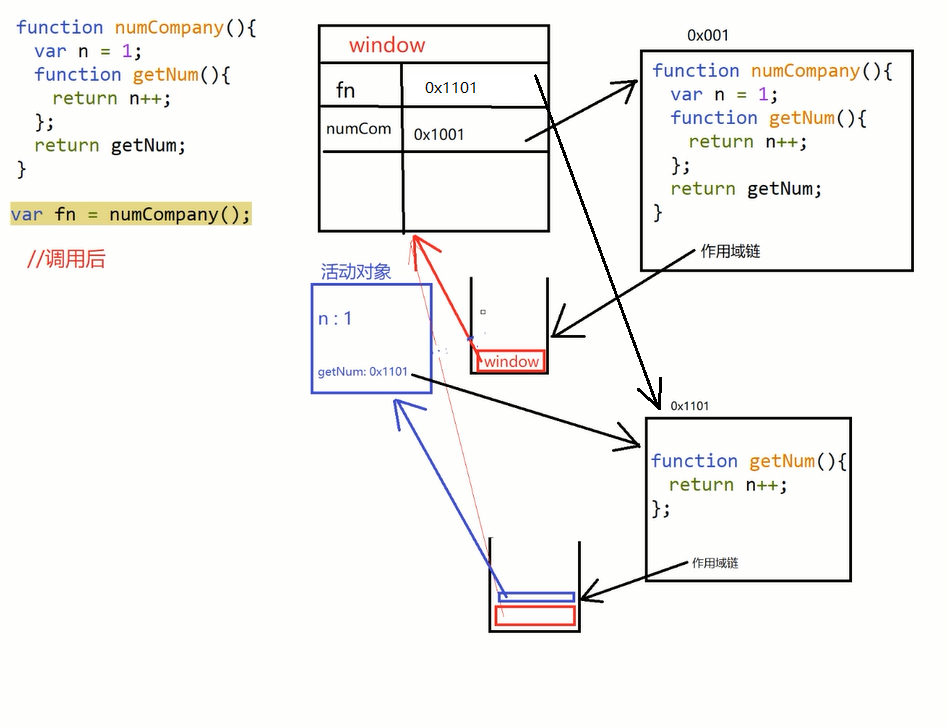 function numCompany(){
var n = 1;
function getNum(){
return n++;
};
return getNum;
}
var fn = numCompany();
//调用后
window
fn 0x1101
numCom 0x1001
0x001
function numCompany(){
var n = 1;
function getNum(){
return n++;
};
return getNum;
}
作用域链
活动对象
n : 1
getNum: 0x1101
window
0x1101
function getNum(){
return n++;
};
作用域链